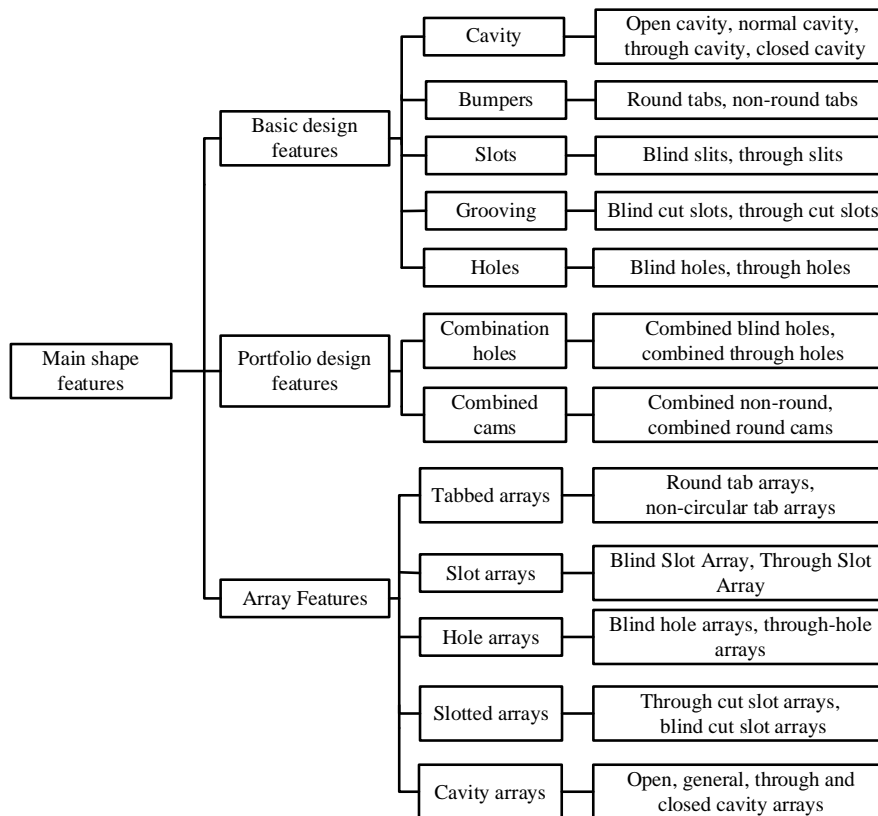 Main shape
features
Basic design
features
Cavity
Open cavity, normal cavity,
through cavity, closed cavity
Bumpers
Round tabs, non-round tabs
Slots
Blind slits, through slits
Grooving
Blind cut slots, through cut slots
Holes
Blind holes, through holes
Portfolio design
features
Combination
holes
Combined blind holes,
combined through holes
Combined
cams
Combined non-round,
combined round cams
Array Features
Tabbed arrays
Round tab arrays,
non-circular tab arrays
Slot arrays
Blind Slot Array, Through Slot
Array
Hole arrays
Blind hole arrays, through-hole
arrays
Slotted arrays
Through cut slot arrays,
blind cut slot arrays
Cavity arrays
Open, general, through and
closed cavity arrays